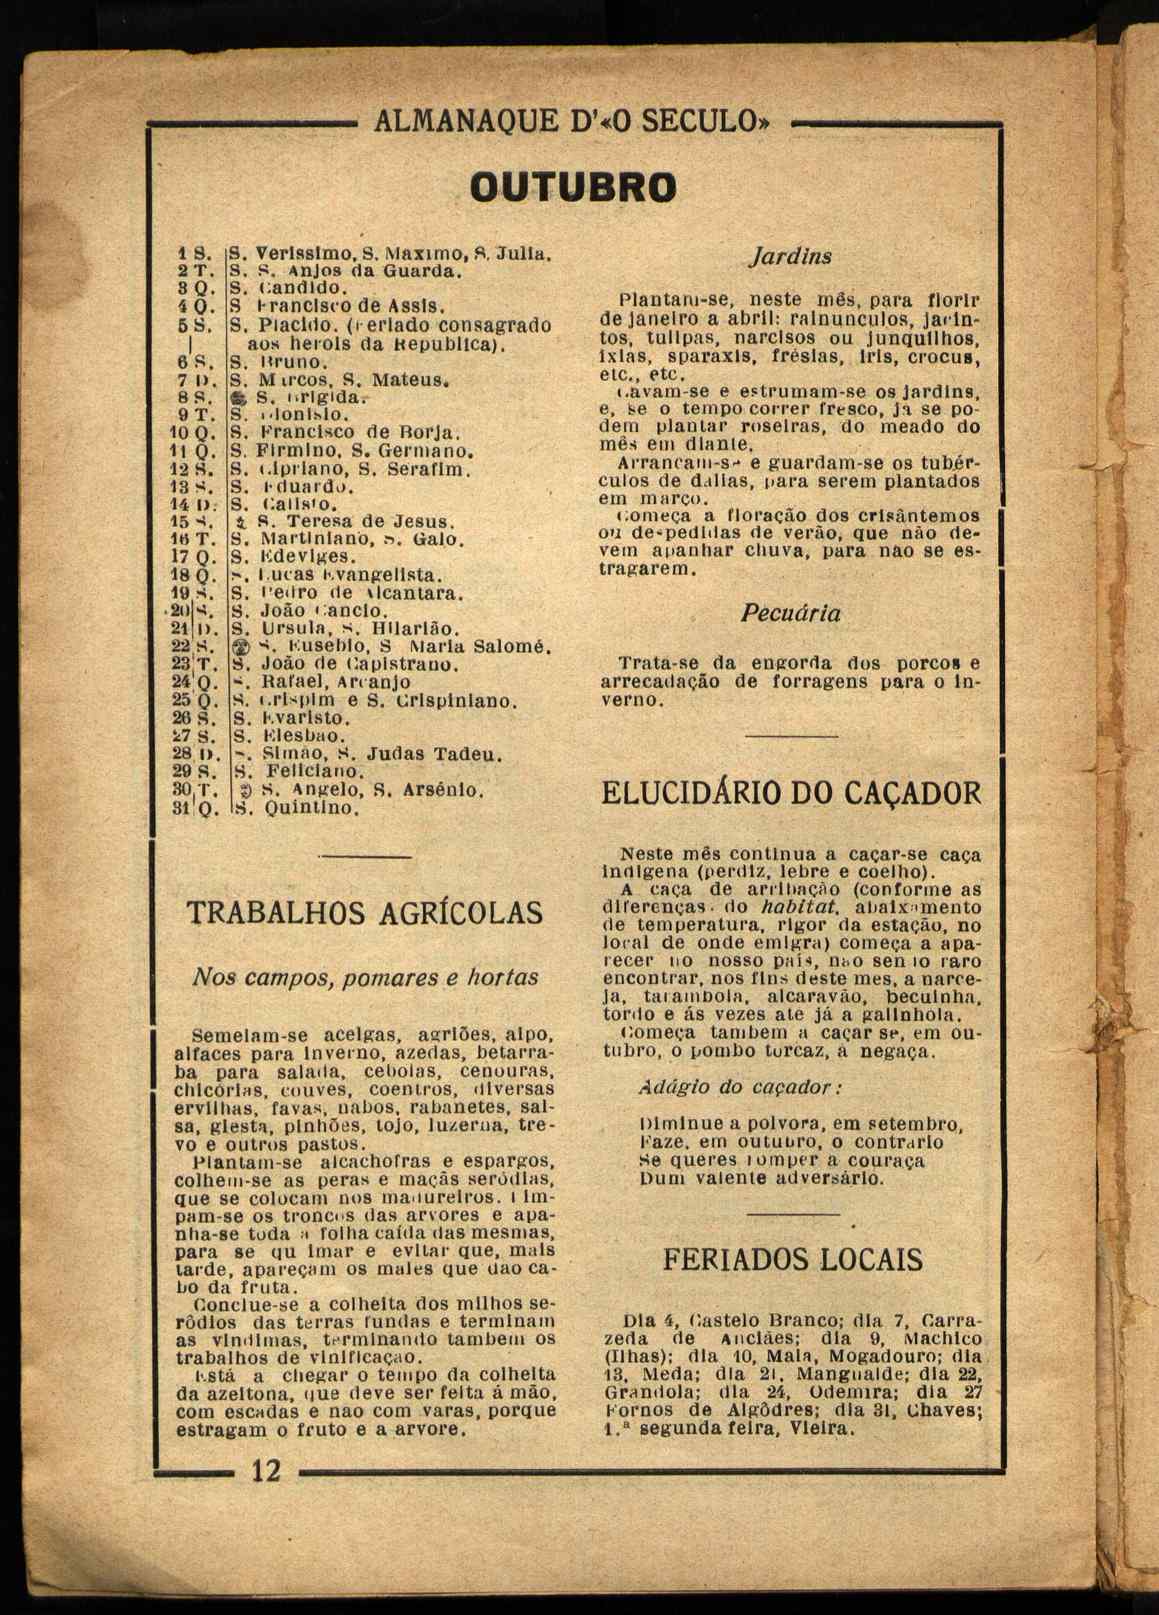 ALMANAQUE D'«O SECULO»
OUTUBRO
1 S. S. Verissimo, S. Maximo, S. Julia.
2 T. S. S. Anjos da Guarda.
3 Q. S. Candido.
4 Q. S Francisco de Assis.
5 S. S. Placido. (Feriado consagrado
aos herois da Republica).
6 S. S. Bruno.
7 D. S. Marcos, S. Mateus.
8 S. S. Brigida.
9 T. S. Dionisio.
10 Q. S. Francisco de Borja.
11 Q. S. Firmino, S. Germano.
12 S. S. Cipriano, S. Serafim.
13 S. S. Eduardo.
14 D. S. Calisto.
15 S. S. Teresa de Jesus.
16 T. S. Martiniano, S. Galo.
17 Q. S. Edeviges.
18 Q. S. Lucas Evangelista.
19 S. S. Pedro de Alcantara.
20 S. S. João Cancio.
21 D. S. Ursula, S. Hilarião.
22 S. S. Eusebio, S Maria Salomé.
23 T. S. João de Capistrano.
24 Q. S. Rafael, Arcanjo
25 Q. S. Crispim e S. Crispiniano.
26 S. S. Evaristo.
27 S. S. Elesbao.
28 D. S. Simão, S. Judas Tadeu.
29 S. S. Feliciano.
30 T. S. Angelo, S. Arsénio.
31 Q. S. Quintino.
TRABALHOS AGRÍCOLAS
Nos campos, pomares e hortas
Semeiam-se acelgas, agriões, aipo,
alfaces para inverno, azedas, betarra-
ba para salada, cebolas, cenouras,
chicórias, couves, coentros, diversas
ervilhas, favas, nabos, rabanetes, sal-
sa, giesta, pinhões, tojo, luzerna, tre-
vo e outros pastos.
Plantam-se alcachofras e espargos,
colhem-se as peras e maçãs seródias,
que se colocam nos madureiros. Lim-
pam-se os troncos das arvores e apa-
nha-se toda a folha caída das mesmas,
para se queimar e evitar que, mais
tarde, apareçam os males que dao ca-
bo da fruta.
Conclue-se a colheita dos milhos se-
ródios das terras fundas e terminam
as vindimas, terminando tambem os
trabalhos de vinificaçao.
Está a chegar o tempo da colheita
da azeitona, que deve ser feita á mão,
com escadas e nao com varas, porque
estragam o fruto e a arvore.
Jardins
Plantam-se, neste mês, para florir
de janeiro a abril: rainunculos, jacin-
tos, tulipas, narcisos ou junquilhos,
ixias, sparaxis, frésias, iris, crocus,
etc., etc.
Cavam-se e estrumam-se os jardins,
e, se o tempo correr fresco, ja se po-
dem plantar roseiras, do meado do
mês em diante.
Arrancam-se e guardam-se os tubér-
culos de dalias, para serem plantados
em março.
Começa a floração dos crisântemos
ou despedidas de verão, que não de-
vem apanhar chuva, para nao se es-
tragarem.
Pecuária
Trata-se da engorda dos porcos e
arrecadação de forragens para o in-
verno.
ELUCIDÁRIO DO CAÇADOR
Neste mês continua a caçar-se caça
indigena (perdiz, lebre e coelho).
A caça de arribação (conforme as
diferenças do habitat, abaixamento
de temperatura, rigor da estação, no
local de onde emigra) começa a apa-
recer no nosso país, nao sendo raro
encontrar, nos fins deste mes, a narce-
ja, tarambola, alcaravão, becuinha,
tordo e ás vezes ate já a galinhola.
Começa tambem a caçar se, em ou-
tubro, o pombo torcaz, á negaça.
Adágio do caçador:
Diminue a polvora, em setembro,
Faze, em outubro, o contrario
Se queres romper a couraça
Dum valente adversário.
FERIADOS LOCAIS
Dia 4, Castelo Branco; dia 7, Carra-
zeda de Anciães; dia 9, Machico
(Ilhas); dia 10, Maia, Mogadouro; dia
13, Meda; dia 21, Mangualde; dia 22,
Grandola; dia 24, Odemira; dia 27
Fornos de Algôdres; dia 31, Chaves;
1.ª segunda feira, Vieira.
12